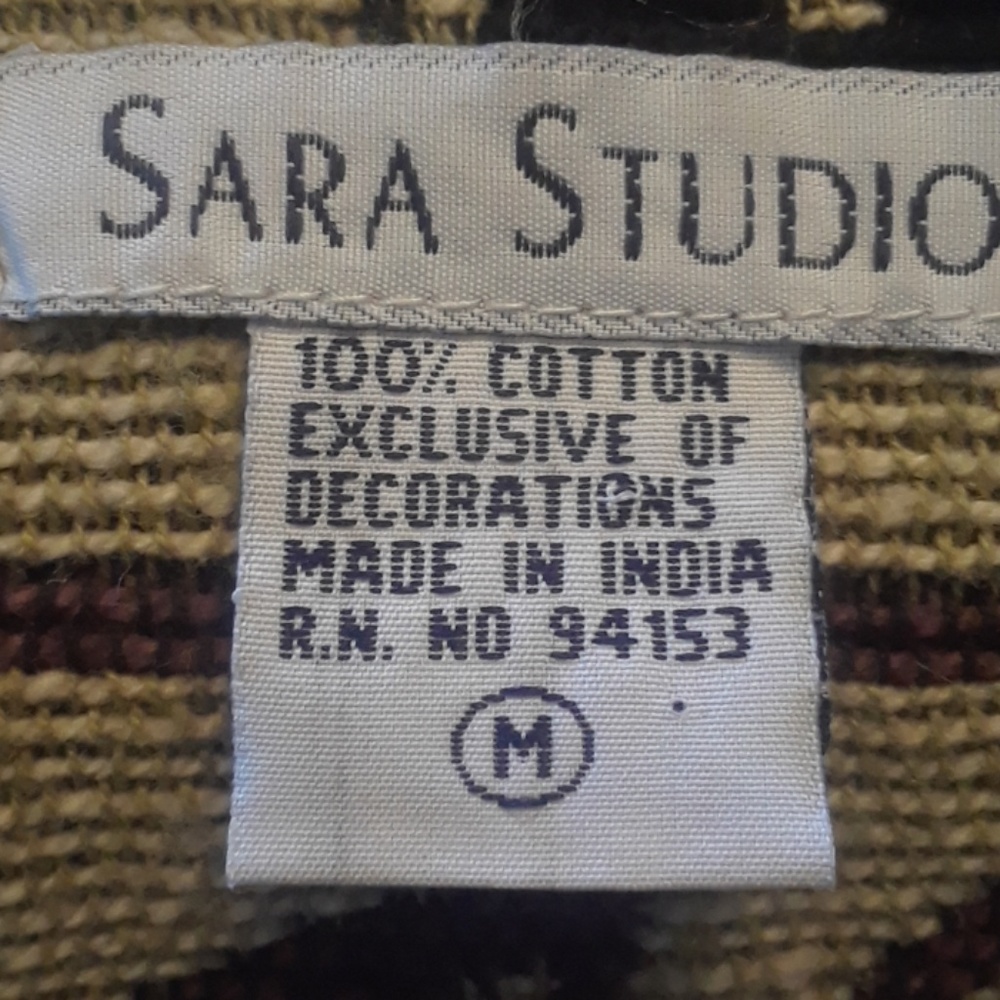 SARA STUDIO
100% COTTON
EXCLUSIVE OF
DECORATIONS
MADE IN INDIA
R.N. NO 94153
M